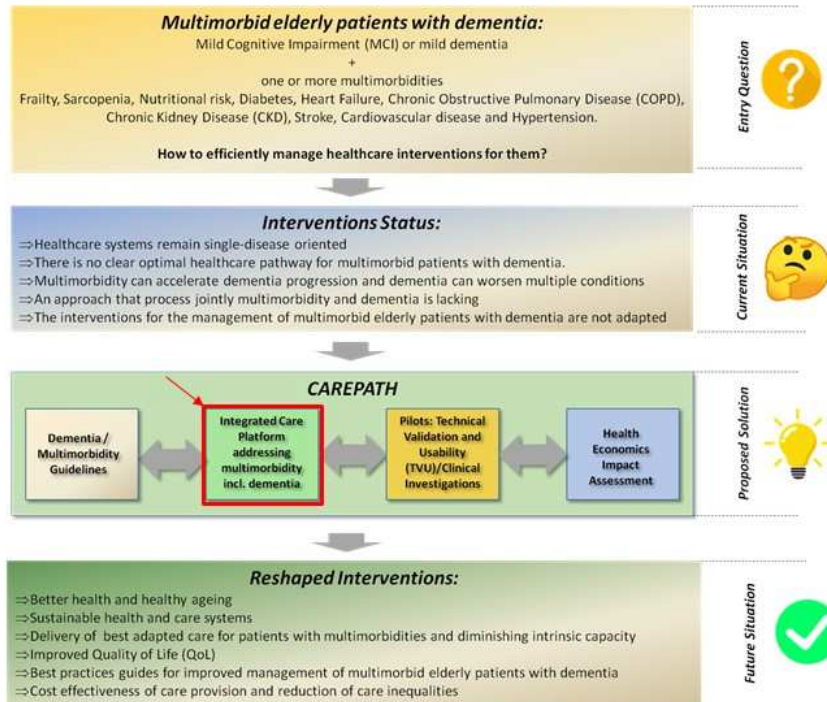 Multimorbid elderly patients with dementia:
Mild Cognitive Impairment (MCI) or mild dementia
+
one or more multimorbidities
Frailty, Sarcopenia, Nutritional risk, Diabetes, Heart Failure, Chronic Obstructive Pulmonary Disease (COPD),
Chronic Kidney Disease (CKD), Stroke, Cardiovascular disease and Hypertension.
How to efficiently manage healthcare interventions for them?
Entry Question
Interventions Status:
⇒Healthcare systems remain single-disease oriented
⇒There is no clear optimal healthcare pathway for multimorbid patients with dementia.
⇒Multimorbidity can accelerate dementia progression and dementia can worsen multiple conditions
⇒An approach that process jointly multimorbidity and dementia is lacking
⇒The interventions for the management of multimorbid elderly patients with dementia are not adapted
Current Situation
CAREPATH
Dementia /
Multimorbidity
Guidelines
Integrated Care
Platform
addressing
multimorbidity
incl. dementia
Pilots: Technical
Validation and
Usability
(TVU)/Clinical
Investigations
Health
Economics
Impact
Assessment
Proposed Solution
Reshaped Interventions:
⇒Better health and healthy ageing
⇒Sustainable health and care systems
⇒Delivery of best adapted care for patients with multimorbidities and diminishing intrinsic capacity
⇒Improved Quality of Life (QoL)
⇒Best practices guides for improved management of multimorbid elderly patients with dementia
⇒Cost effectiveness of care provision and reduction of care inequalities
Future Situation